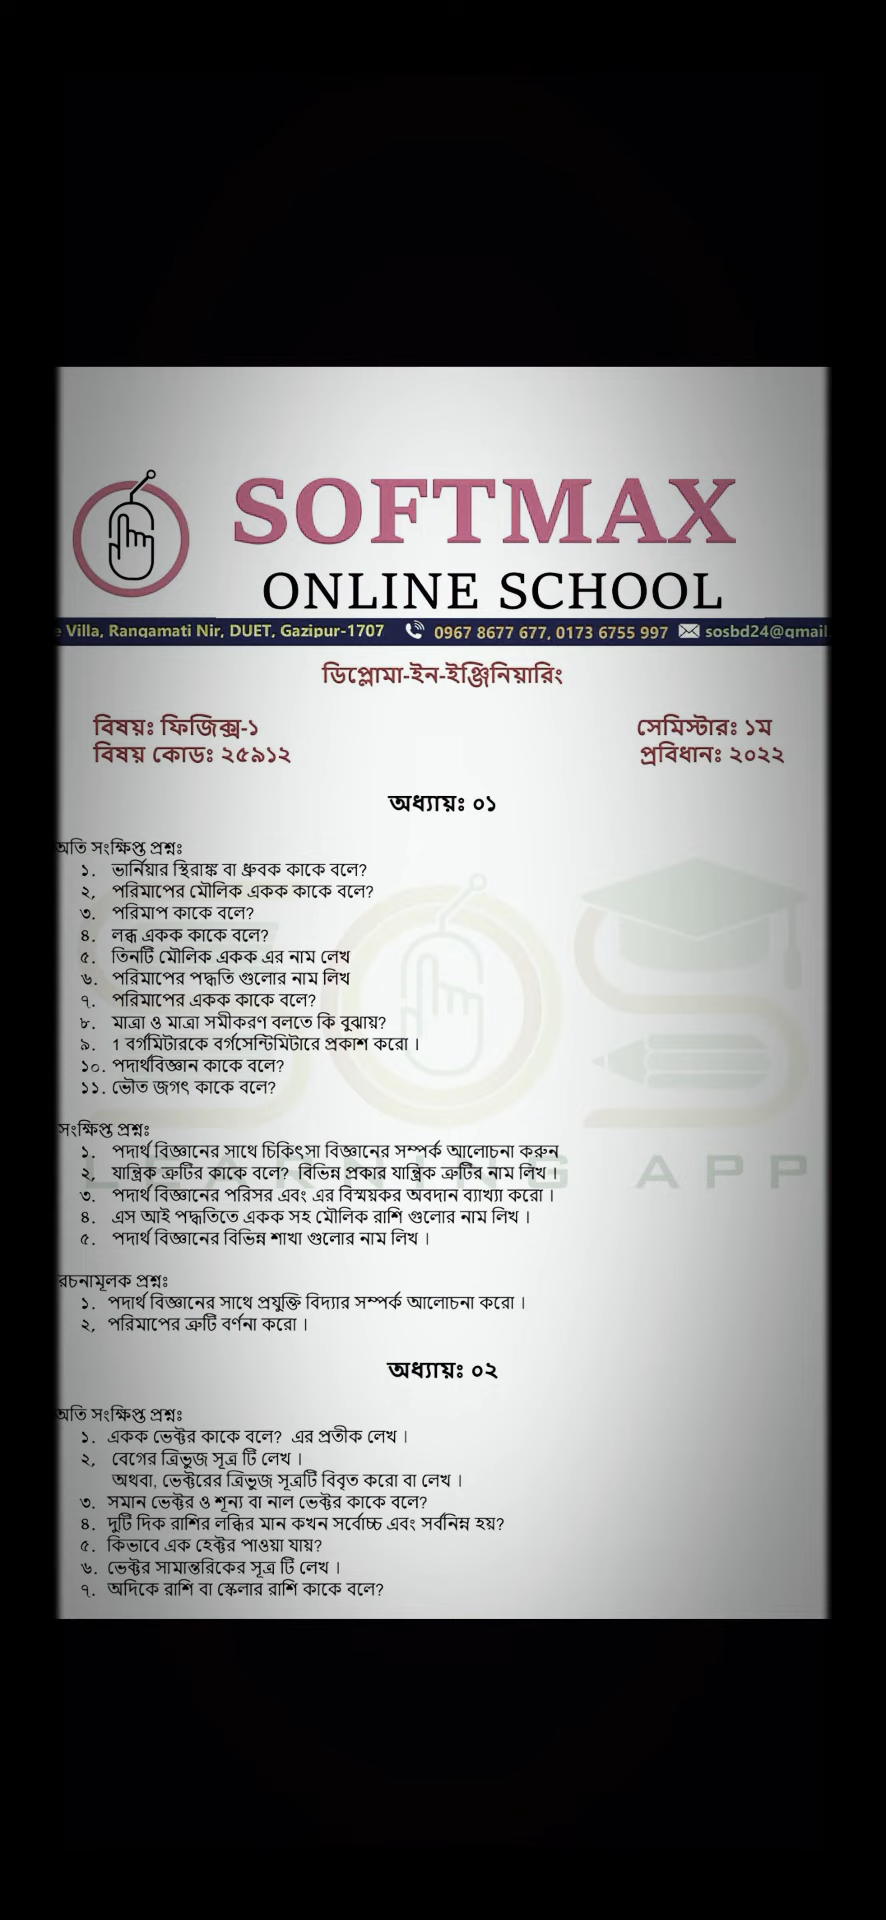 SOFTMAX
ONLINE SCHOOL
Villa, Rangamati Nir, DUET, Gazipur-1707 0967 8677 677, 0173 6755 997 sosbd24@gmail
ডিপ্লোমা-ইন-ইঞ্জিনিয়ারিং
বিষয়ঃ ফিজিক্স-১ সেমিস্টারঃ ১ম
বিষয় কোডঃ ২৫৯১২ প্রবিধানঃ ২০২২
অধ্যায়ঃ ০১
অতি সংক্ষিপ্ত প্রশ্নঃ
১. ভার্নিয়ার স্থিরাঙ্ক বা ধ্রুবক কাকে বলে?
২, পরিমাপের মৌলিক একক কাকে বলে?
৩. পরিমাপ কাকে বলে?
৪. লব্ধ একক কাকে বলে?
৫. তিনটি মৌলিক একক এর নাম লেখ
৬. পরিমাপের পদ্ধতি গুলোর নাম লিখ
৭. পরিমাপের একক কাকে বলে?
৮. মাত্রা ও মাত্রা সমীকরণ বলতে কি বুঝায়?
৯. 1 বর্গমিটারকে বর্গসেন্টিমিটারে প্রকাশ করো।
১০. পদার্থবিজ্ঞান কাকে বলে?
১১. ভৌত জগৎ কাকে বলে?
সংক্ষিপ্ত প্রশ্নঃ
১. পদার্থ বিজ্ঞানের সাথে চিকিৎসা বিজ্ঞানের সম্পর্ক আলোচনা করুন
২, যান্ত্রিক ত্রুটির কাকে বলে? বিভিন্ন প্রকার যান্ত্রিক ত্রুটির নাম লিখ।
৩. পদার্থ বিজ্ঞানের পরিসর এবং এর বিস্ময়কর অবদান ব্যাখ্যা করো।
৪. এস আই পদ্ধতিতে একক সহ মৌলিক রাশি গুলোর নাম লিখ।
৫. পদার্থ বিজ্ঞানের বিভিন্ন শাখা গুলোর নাম লিখ।
রচনামূলক প্রশ্নঃ
১. পদার্থ বিজ্ঞানের সাথে প্রযুক্তি বিদ্যার সম্পর্ক আলোচনা করো।
২, পরিমাপের ত্রুটি বর্ণনা করো।
অধ্যায়ঃ ০২
অতি সংক্ষিপ্ত প্রশ্নঃ
১. একক ভেক্টর কাকে বলে? এর প্রতীক লেখ।
২, বেগের ত্রিভুজ সূত্র টি লেখ।
অথবা, ভেক্টরের ত্রিভুজ সূত্রটি বিবৃত করো বা লেখ।
৩. সমান ভেক্টর ও শূন্য বা নাল ভেক্টর কাকে বলে?
৪. দুটি দিক রাশির লব্ধির মান কখন সর্বোচ্চ এবং সর্বনিম্ন হয়?
৫. কিভাবে এক হেক্টর পাওয়া যায়?
৬. ভেক্টর সামান্তরিকের সূত্র টি লেখ।
৭. অদিকে রাশি বা স্কেলার রাশি কাকে বলে?
SOS
LEARNING APP